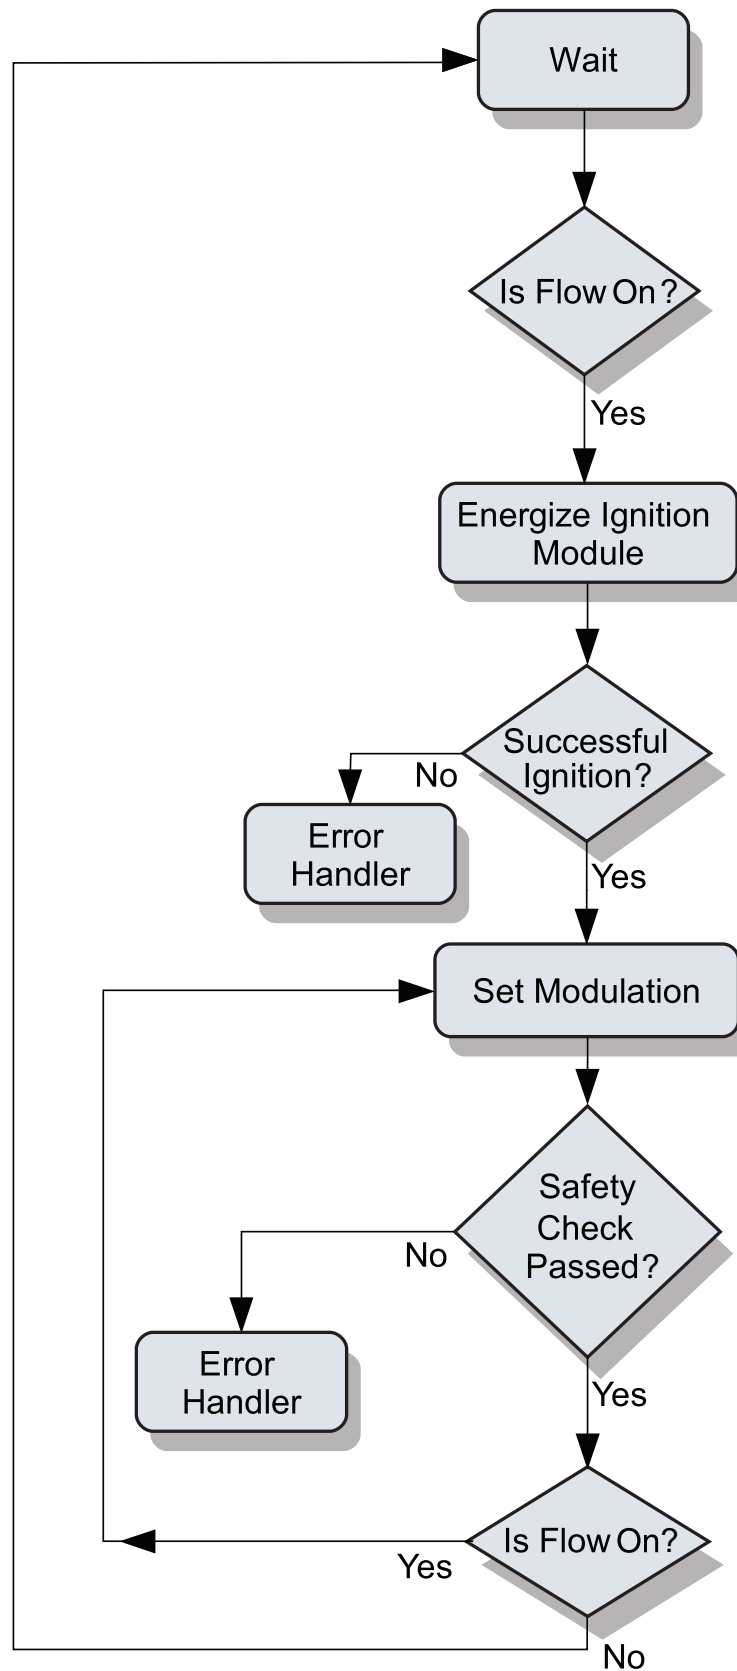 Wait
Is Flow On?
Yes
Energize Ignition
Module
Successful
Ignition?
No
Error
Handler
Yes
Set Modulation
Safety
Check
Passed?
No
Error
Handler
Yes
Is Flow On?
Yes
No